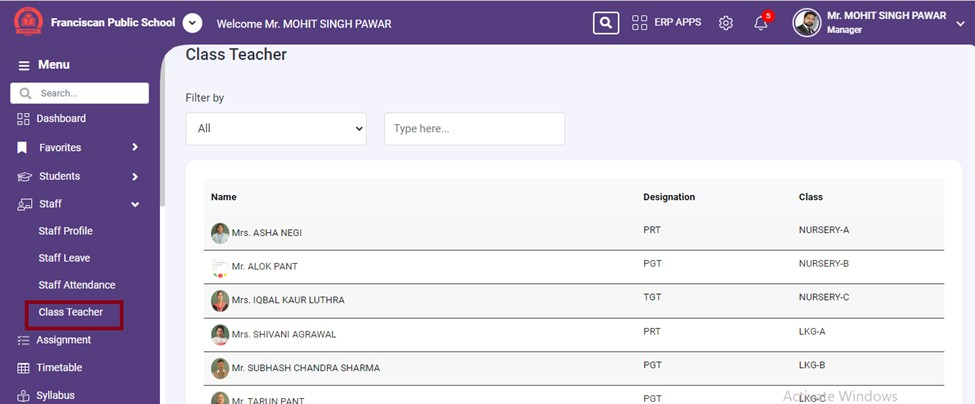 Franciscan Public School
Welcome Mr. MOHIT SINGH PAWAR
ERP APPS
5
Mr. MOHIT SINGH PAWAR
Manager
Menu
Search...
Dashboard
Favorites
Students
Staff
Staff Profile
Staff Leave
Staff Attendance
Class Teacher
Assignment
Timetable
Syllabus
Class Teacher
Filter by
All
Type here...
Name Designation Class
Mrs. ASHA NEGI PRT NURSERY-A
Mr. ALOK PANT PGT NURSERY-B
Mrs. IQBAL KAUR LUTHRA TGT NURSERY-C
Mrs. SHIVANI AGRAWAL PRT LKG-A
Mr. SUBHASH CHANDRA SHARMA PGT LKG-B
Mr. TARUN PANT PGT LKG-C
Activate Windows